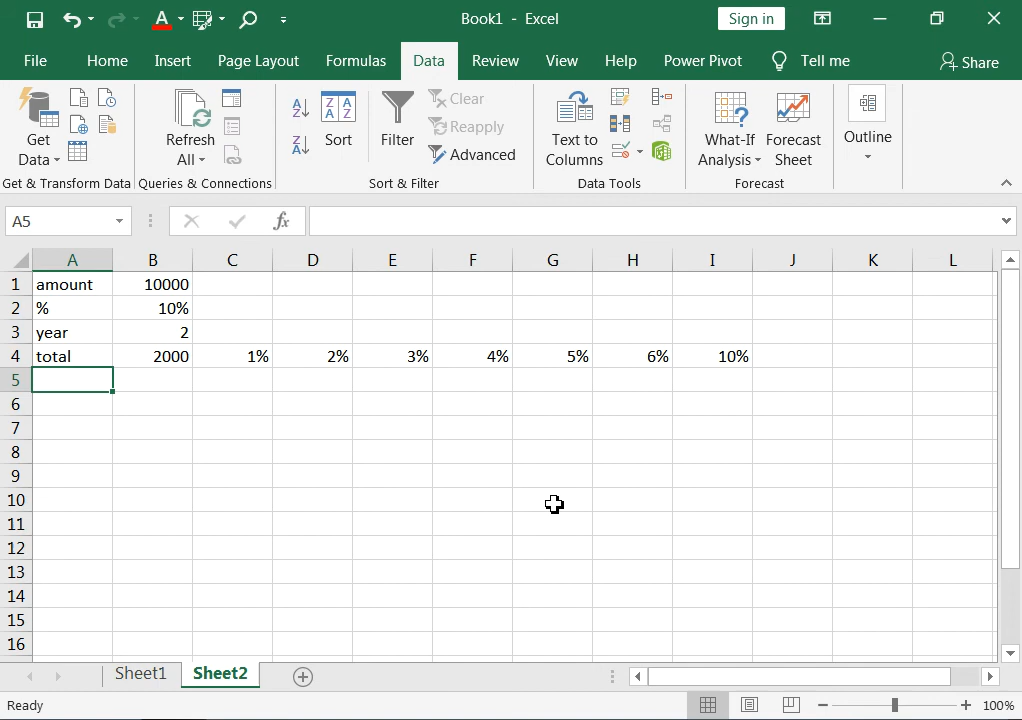 Book1 - Excel
Sign in
File Home Insert Page Layout Formulas Data Review View Help Power Pivot Tell me Share
Get Data
Refresh All
Sort
Filter
Clear
Reapply
Advanced
Text to Columns
What-If Analysis
Forecast Sheet
Outline
Get & Transform Data
Queries & Connections
Sort & Filter
Data Tools
Forecast
A5
fx
A B C D E F G H I J K L
1 amount 10000
2 % 10%
3 year 2
4 total 2000 1% 2% 3% 4% 5% 6% 10%
5
6
7
8
9
10
11
12
13
14
15
16
Sheet1 Sheet2
Ready
100%